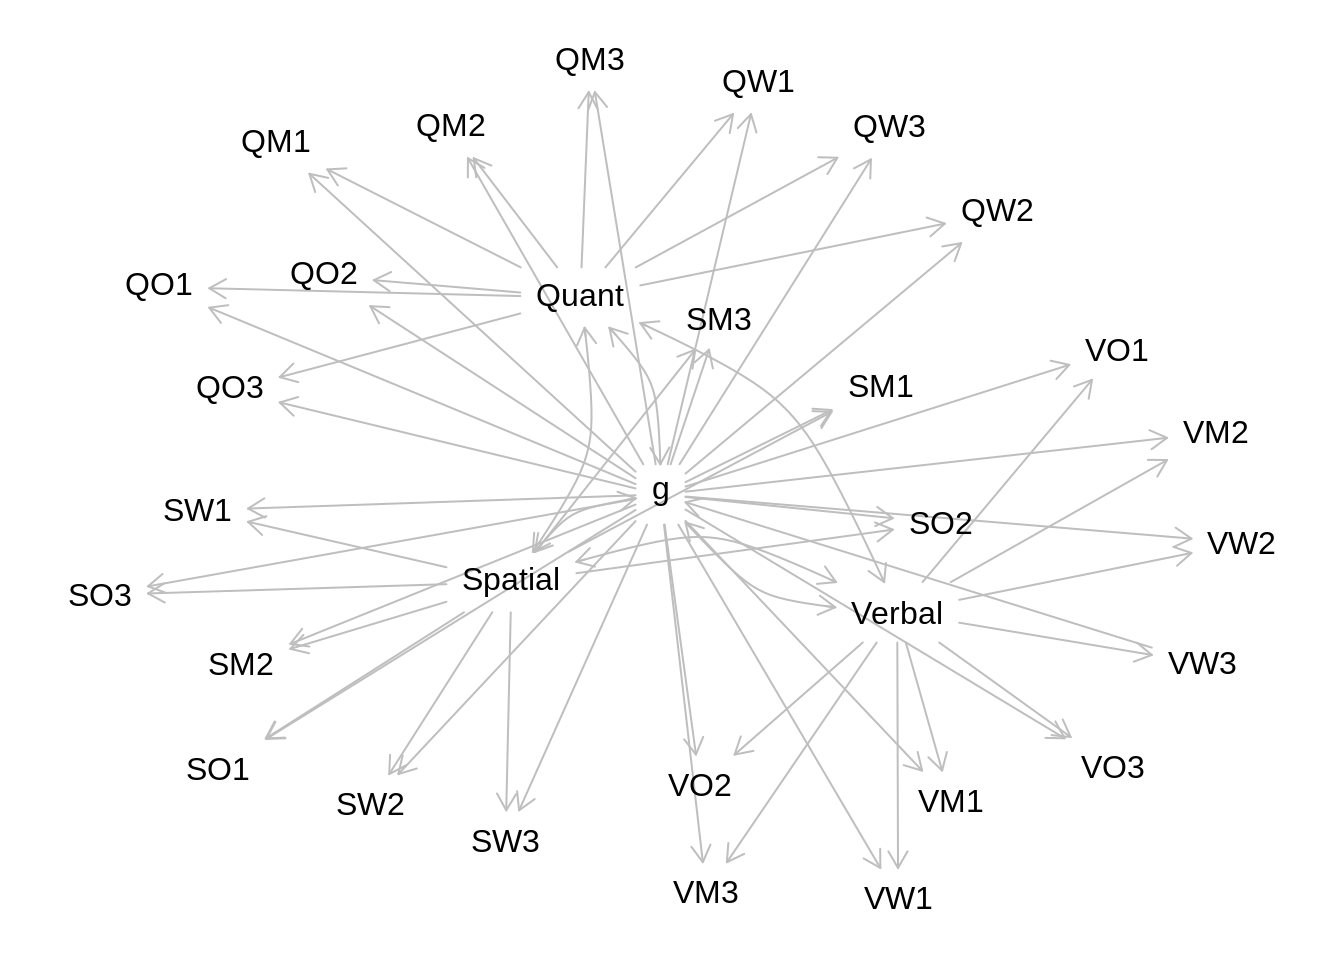 QM3
QW1
QM2
QW3
QM1
QW2
QO2
QO1
Quant
SM3
VO1
SM1
QO3
VM2
g
SW1
SO2
VW2
Spatial
SO3
Verbal
SM2
VW3
SO1
VO3
VO2
VM1
SW2
SW3
VM3
VW1